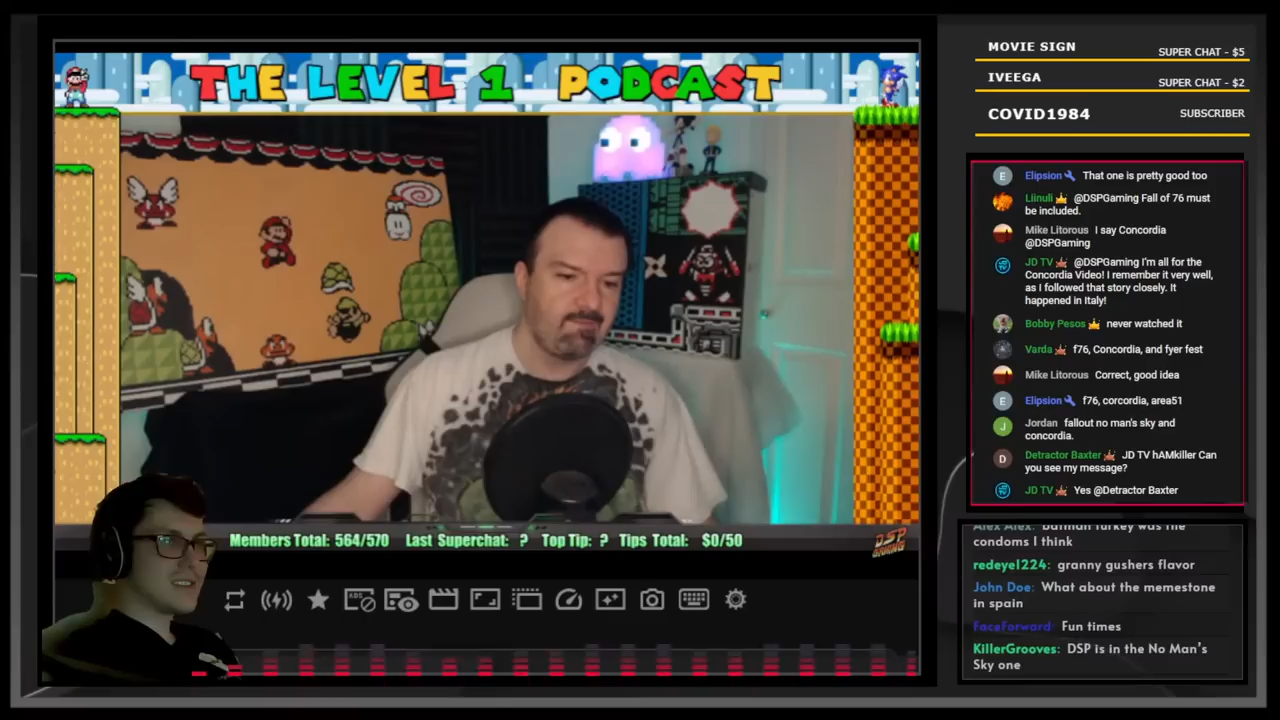 THE LEVEL 1 PODCAST
Members Total: 564/570 Last Superchat: ? Top Tip: ? Tips Total: $0/50
DSP
GAMING
MOVIE SIGN SUPER CHAT - $5
IVEEGA SUPER CHAT - $2
COVID1984 SUBSCRIBER
E Elipsion That one is pretty good too
Liinuli @DSPGaming Fall of 76 must
be included.
Mike Litorous I say Concordia
@DSPGaming
JD TV @DSPGaming I'm all for the
Concordia Video! I remember it very well,
as I followed that story closely. It
happened in Italy!
Bobby Pesos never watched it
Varda f76, Concordia, and fyer fest
Mike Litorous Correct, good idea
E Elipsion f76, corcordia, area51
J Jordan fallout no man's sky and
concordia.
D Detractor Baxter JD TV hAMkiller Can
you see my message?
JD TV Yes @Detractor Baxter
Alex Alex: Batman Turkey was the
condoms I think
redeye1224: granny gushers flavor
John Doe: What about the memestone
in spain
FaceForward: Fun times
KillerGrooves: DSP is in the No Man's
Sky one